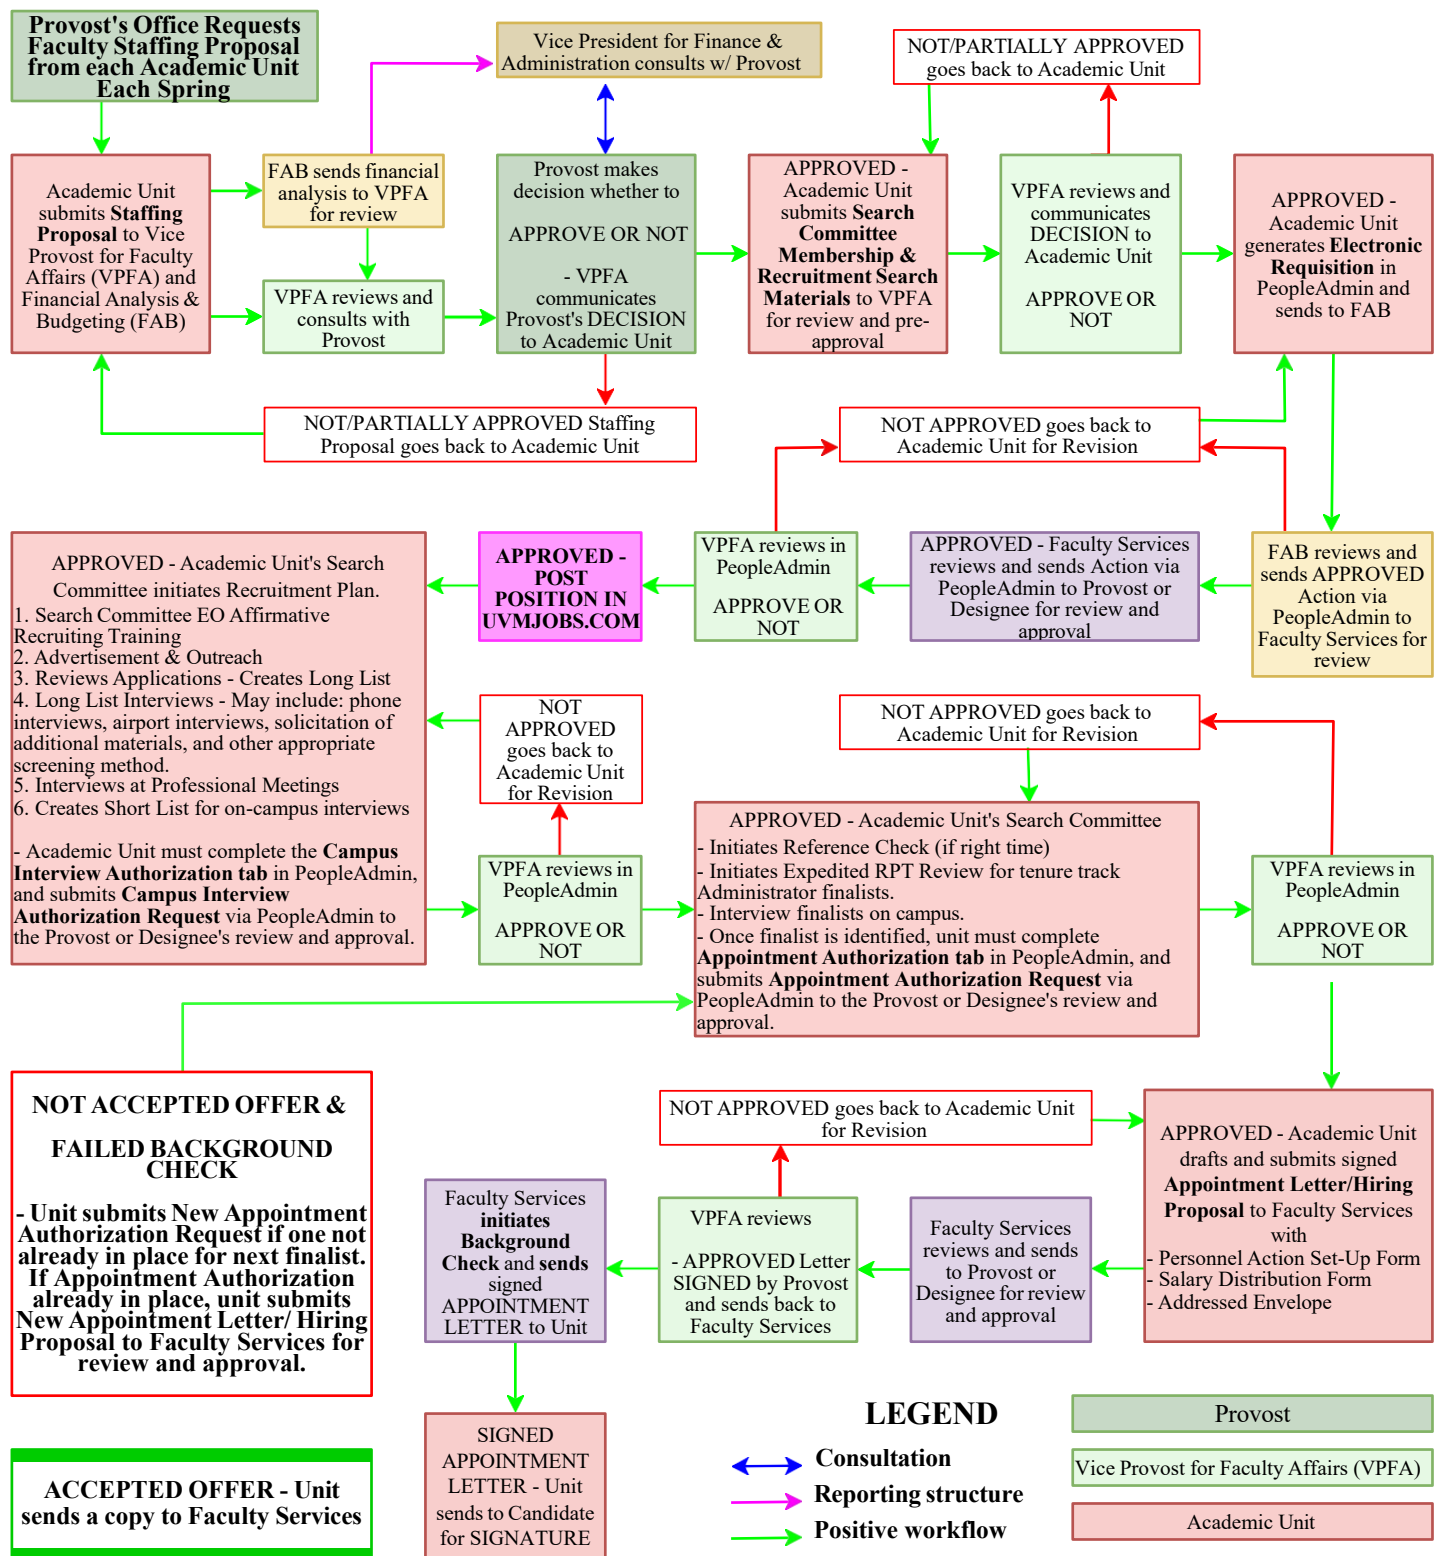 Provost's Office Requests
Faculty Staffing Proposal
from each Academic Unit
Each Spring
Vice President for Finance &
Administration consults w/ Provost
NOT/PARTIALLY APPROVED
goes back to Academic Unit
Academic Unit
submits Staffing
Proposal to Vice
Provost for Faculty
Affairs (VPFA) and
Financial Analysis &
Budgeting (FAB)
FAB sends financial
analysis to VPFA
for review
VPFA reviews and
consults with
Provost
Provost makes
decision whether to
APPROVE OR NOT
- VPFA
communicates
Provost's DECISION
to Academic Unit
APPROVED -
Academic Unit
submits Search
Committee
Membership &
Recruitment Search
Materials to VPFA
for review and pre-
approval
VPFA reviews and
communicates
DECISION to
Academic Unit
APPROVE OR
NOT
APPROVED -
Academic Unit
generates Electronic
Requisition in
PeopleAdmin and
sends to FAB
NOT/PARTIALLY APPROVED Staffing
Proposal goes back to Academic Unit
NOT APPROVED goes back to
Academic Unit for Revision
FAB reviews and
sends APPROVED
Action via
PeopleAdmin to
Faculty Services for
review
APPROVED - Faculty Services
reviews and sends Action via
PeopleAdmin to Provost or
Designee for review and
approval
VPFA reviews in
PeopleAdmin
APPROVE OR
NOT
APPROVED -
POST
POSITION IN
UVMJOBS.COM
APPROVED - Academic Unit's Search
Committee initiates Recruitment Plan.
1. Search Committee EO Affirmative
Recruiting Training
2. Advertisement & Outreach
3. Reviews Applications - Creates Long List
4. Long List Interviews - May include: phone
interviews, airport interviews, solicitation of
additional materials, and other appropriate
screening method.
5. Interviews at Professional Meetings
6. Creates Short List for on-campus interviews
- Academic Unit must complete the Campus
Interview Authorization tab in PeopleAdmin,
and submits Campus Interview
Authorization Request via PeopleAdmin to
the Provost or Designee's review and approval.
NOT
APPROVED
goes back to
Academic Unit
for Revision
VPFA reviews in
PeopleAdmin
APPROVE OR
NOT
NOT APPROVED goes back to
Academic Unit for Revision
APPROVED - Academic Unit's Search Committee
- Initiates Reference Check (if right time)
- Initiates Expedited RPT Review for tenure track
Administrator finalists.
- Interview finalists on campus.
- Once finalist is identified, unit must complete
Appointment Authorization tab in PeopleAdmin, and
submits Appointment Authorization Request via
PeopleAdmin to the Provost or Designee's review and
approval.
VPFA reviews in
PeopleAdmin
APPROVE OR
NOT
NOT ACCEPTED OFFER &
FAILED BACKGROUND
CHECK
- Unit submits New Appointment
Authorization Request if one not
already in place for next finalist.
If Appointment Authorization
already in place, unit submits
New Appointment Letter/ Hiring
Proposal to Faculty Services for
review and approval.
NOT APPROVED goes back to Academic Unit
for Revision
APPROVED - Academic Unit
drafts and submits signed
Appointment Letter/Hiring
Proposal to Faculty Services
with
- Personnel Action Set-Up Form
- Salary Distribution Form
- Addressed Envelope
Faculty Services
reviews and sends
to Provost or
Designee for review
and approval
VPFA reviews
- APPROVED Letter
SIGNED by Provost
and sends back to
Faculty Services
Faculty Services
initiates
Background
Check and sends
signed
APPOINTMENT
LETTER to Unit
SIGNED
APPOINTMENT
LETTER - Unit
sends to Candidate
for SIGNATURE
ACCEPTED OFFER - Unit
sends a copy to Faculty Services
LEGEND
Consultation
Reporting structure
Positive workflow
Provost
Vice Provost for Faculty Affairs (VPFA)
Academic Unit